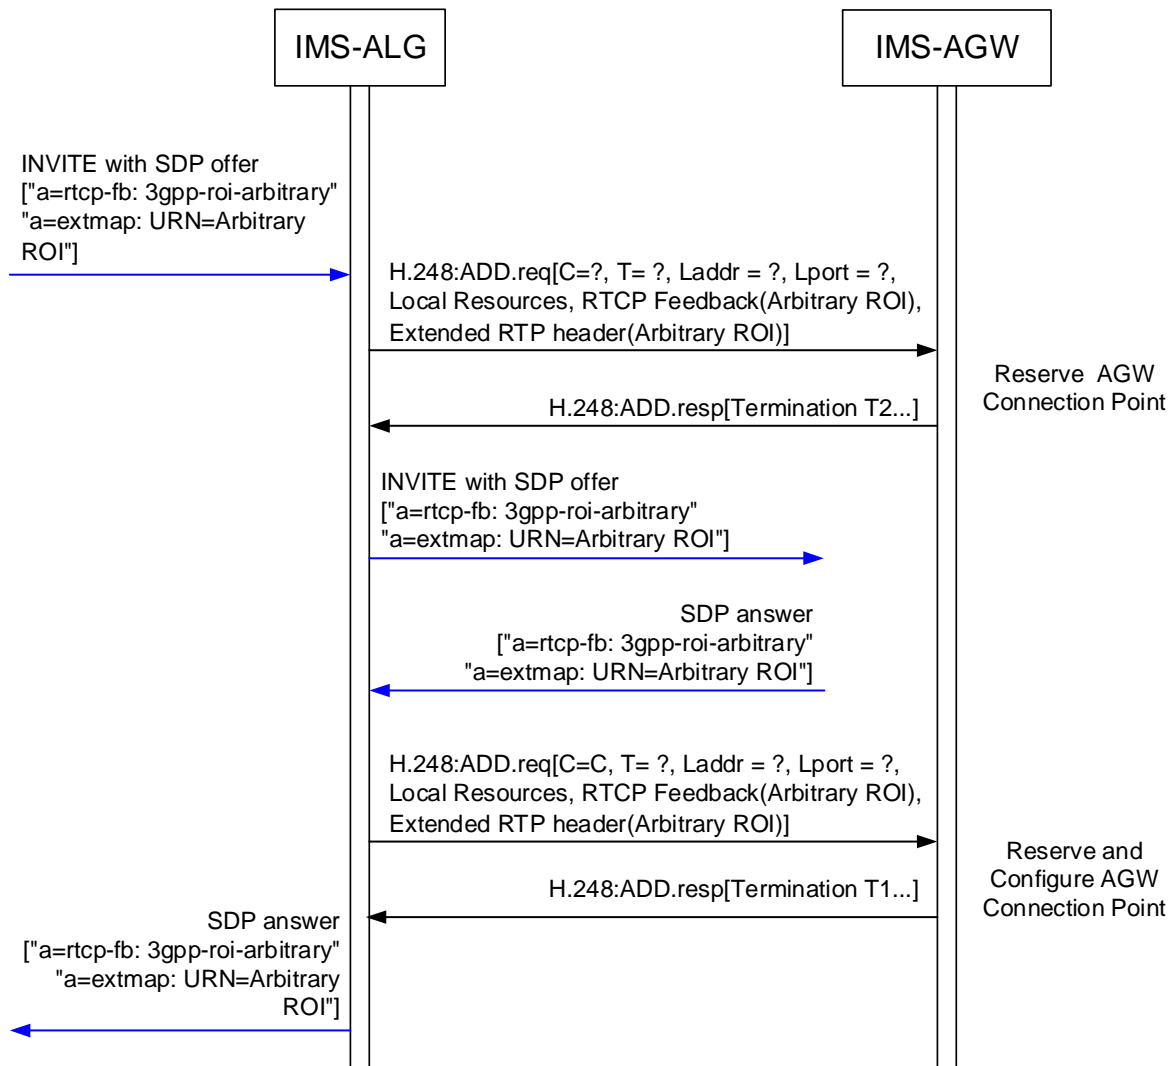 IMS-ALG
IMS-AGW
INVITE with SDP offer
["a=rtcp-fb: 3gpp-roi-arbitrary"
"a=extmap: URN=Arbitrary
ROI"]
H.248:ADD.req[C=?, T= ?, Laddr = ?, Lport = ?,
Local Resources, RTCP Feedback(Arbitrary ROI),
Extended RTP header(Arbitrary ROI)]
Reserve AGW
Connection Point
H.248:ADD.resp[Termination T2...]
INVITE with SDP offer
["a=rtcp-fb: 3gpp-roi-arbitrary"
"a=extmap: URN=Arbitrary ROI"]
SDP answer
["a=rtcp-fb: 3gpp-roi-arbitrary"
"a=extmap: URN=Arbitrary ROI"]
H.248:ADD.req[C=C, T= ?, Laddr = ?, Lport = ?,
Local Resources, RTCP Feedback(Arbitrary ROI),
Extended RTP header(Arbitrary ROI)]
Reserve and
Configure AGW
Connection Point
H.248:ADD.resp[Termination T1...]
SDP answer
["a=rtcp-fb: 3gpp-roi-arbitrary"
"a=extmap: URN=Arbitrary
ROI"]